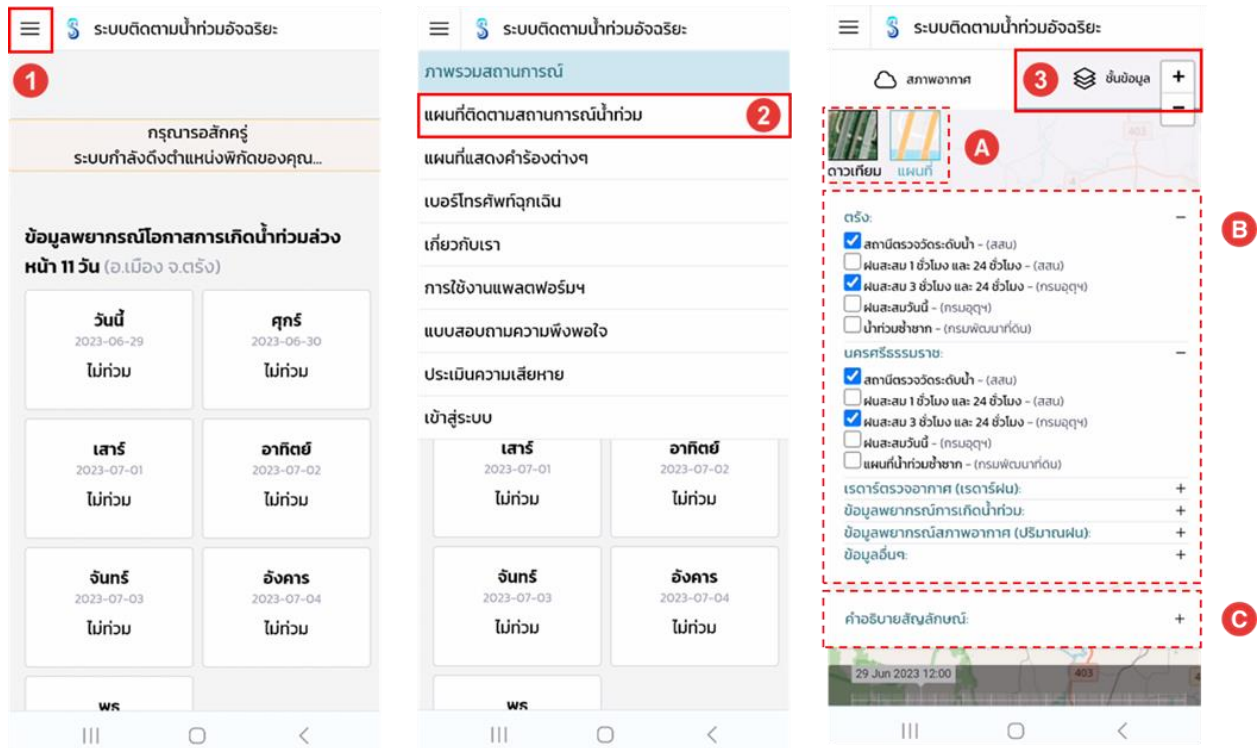 ระบบติดตามน้ำท่วมอัจฉริยะ
1
กรุณารอสักครู่
ระบบกำลังดึงตำแหน่งพิกัดของคุณ...
ข้อมูลพยากรณ์โอกาสการเกิดน้ำท่วมล่วง
หน้า 11 วัน (อ.เมือง จ.ตรัง)
วันนี้
2023-06-29
ไม่ท่วม
ศุกร์
2023-06-30
ไม่ท่วม
เสาร์
2023-07-01
ไม่ท่วม
อาทิตย์
2023-07-02
ไม่ท่วม
จันทร์
2023-07-03
ไม่ท่วม
อังคาร
2023-07-04
ไม่ท่วม
พุธ
ระบบติดตามน้ำท่วมอัจฉริยะ
ภาพรวมสถานการณ์
แผนที่ติดตามสถานการณ์น้ำท่วม
2
แผนที่แสดงคำร้องต่างๆ
เบอร์โทรศัพท์ฉุกเฉิน
เกี่ยวกับเรา
การใช้งานแพลตฟอร์มฯ
แบบสอบถามความพึงพอใจ
ประเมินความเสียหาย
เข้าสู่ระบบ
เสาร์
2023-07-01
ไม่ท่วม
อาทิตย์
2023-07-02
ไม่ท่วม
จันทร์
2023-07-03
ไม่ท่วม
อังคาร
2023-07-04
ไม่ท่วม
พุธ
ระบบติดตามน้ำท่วมอัจฉริยะ
สภาพอากาศ
3
ชั้นข้อมูล
+
−
403
4
A
ดาวเทียม แผนที่
B
ตรัง: −
สถานีตรวจวัดระดับน้ำ - (สสน)
ฝนสะสม 1 ชั่วโมง และ 24 ชั่วโมง - (สสน)
ฝนสะสม 3 ชั่วโมง และ 24 ชั่วโมง - (กรมอุตุฯ)
ฝนสะสมวันนี้ - (กรมอุตุฯ)
น้ำท่วมซ้ำซาก - (กรมพัฒนาที่ดิน)
นครศรีธรรมราช: −
สถานีตรวจวัดระดับน้ำ - (สสน)
ฝนสะสม 1 ชั่วโมง และ 24 ชั่วโมง - (สสน)
ฝนสะสม 3 ชั่วโมง และ 24 ชั่วโมง - (กรมอุตุฯ)
ฝนสะสมวันนี้ - (กรมอุตุฯ)
แผนที่น้ำท่วมซ้ำซาก - (กรมพัฒนาที่ดิน)
เรดาร์ตรวจอากาศ (เรดาร์ฝน): +
ข้อมูลพยากรณ์การเกิดน้ำท่วม: +
ข้อมูลพยากรณ์สภาพอากาศ (ปริมาณฝน): +
ข้อมูลอื่นๆ: +
คำอธิบายสัญลักษณ์: +
C
29 Jun 2023 12:00
403
4